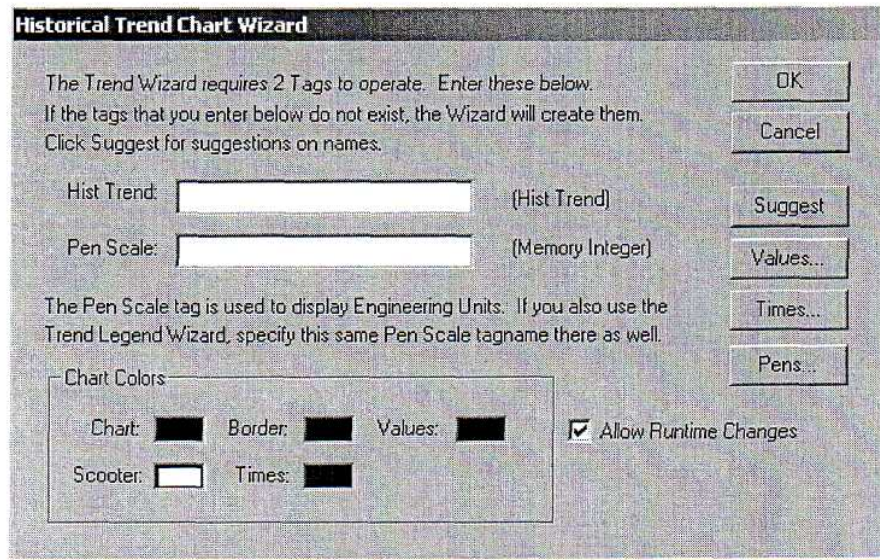 Historical Trend Chart Wizard
The Trend Wizard requires 2 Tags to operate. Enter these below.
If the tags that you enter below do not exist, the Wizard will create them.
Click Suggest for suggestions on names.
OK
Cancel
Hist Trend: (Hist Trend)
Suggest
Pen Scale: (Memory Integer)
Values...
The Pen Scale tag is used to display Engineering Units. If you also use the
Trend Legend Wizard, specify this same Pen Scale tagname there as well.
Times...
Pens...
Chart Colors
Chart: Border: Values:
Allow Runtime Changes
Scooter: Times: